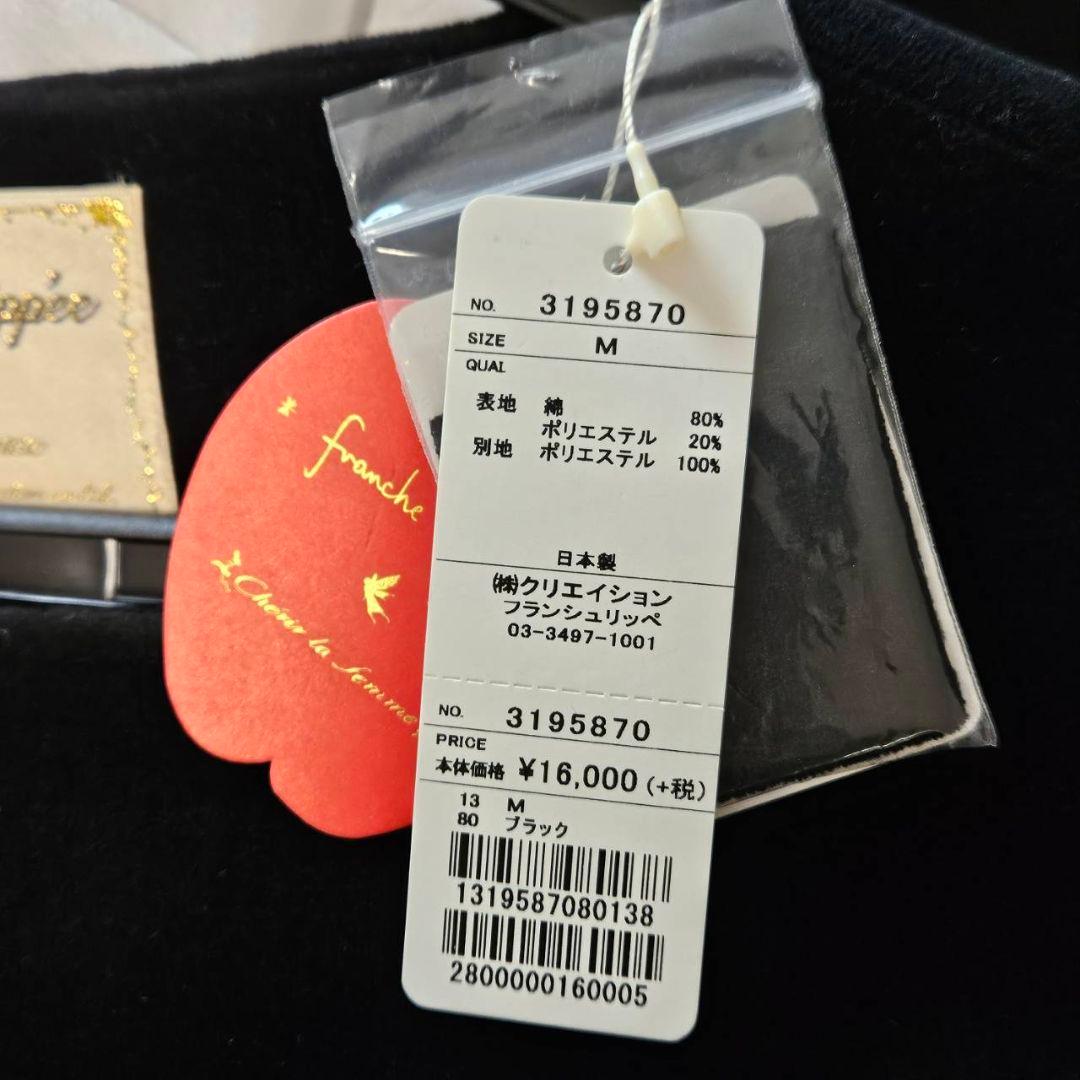 franche
Chérir la femme
NO. 3195870
SIZE M
QUAL
表地 綿 80%
ポリエステル 20%
別地 ポリエステル 100%
日本製
㈱クリエイション
フランシュリッペ
03-3497-1001
NO. 3195870
PRICE
本体価格 ¥16,000 (+税)
13 M
80 ブラック
1319587080138
2800000160005